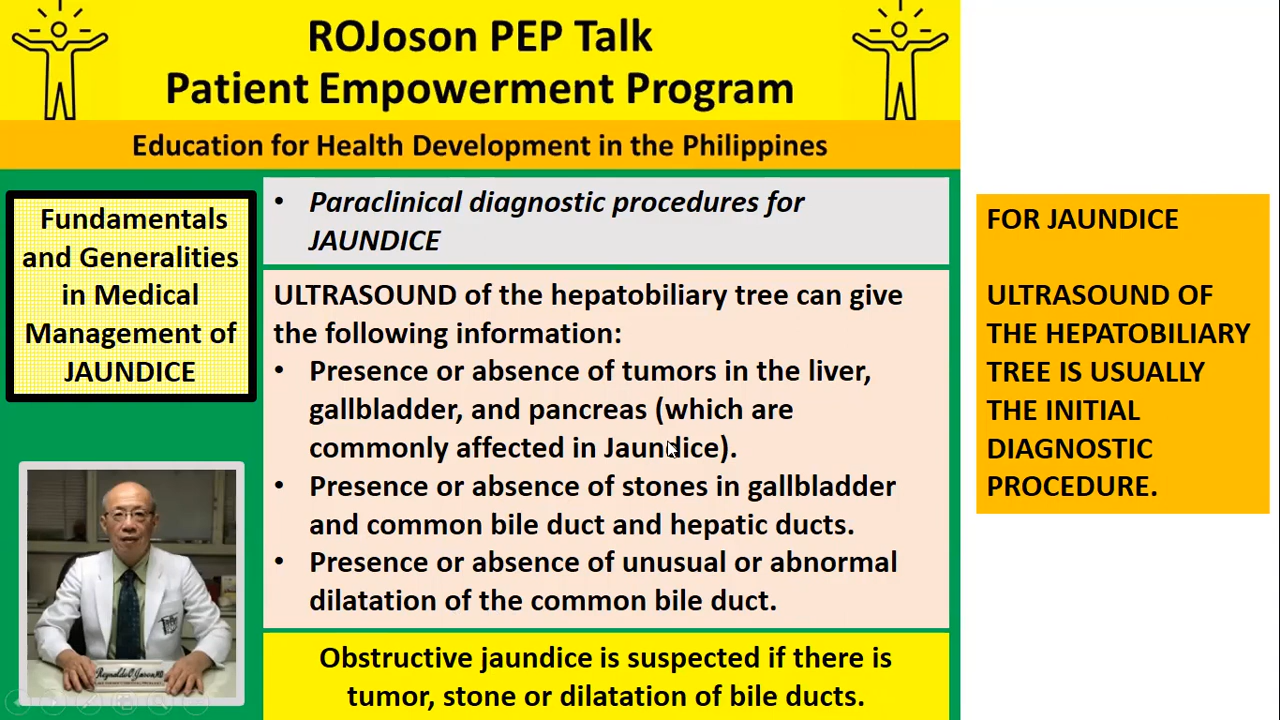 ROJoson PEP Talk
Patient Empowerment Program
Education for Health Development in the Philippines
Fundamentals
and Generalities
in Medical
Management of
JAUNDICE
• Paraclinical diagnostic procedures for
JAUNDICE
ULTRASOUND of the hepatobiliary tree can give
the following information:
• Presence or absence of tumors in the liver,
gallbladder, and pancreas (which are
commonly affected in Jaundice).
• Presence or absence of stones in gallbladder
and common bile duct and hepatic ducts.
• Presence or absence of unusual or abnormal
dilatation of the common bile duct.
Obstructive jaundice is suspected if there is
tumor, stone or dilatation of bile ducts.
FOR JAUNDICE
ULTRASOUND OF
THE HEPATOBILIARY
TREE IS USUALLY
THE INITIAL
DIAGNOSTIC
PROCEDURE.
Reynaldo O. Joson, MD